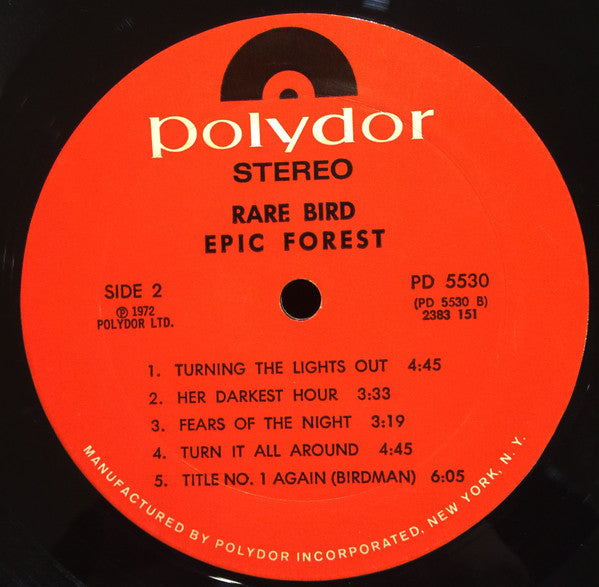 polydor
STEREO
RARE BIRD
EPIC FOREST
SIDE 2
℗ 1972
POLYDOR LTD.
PD 5530
(PD 5530 B)
2383 151
1. TURNING THE LIGHTS OUT 4:45
2. HER DARKEST HOUR 3:33
3. FEARS OF THE NIGHT 3:19
4. TURN IT ALL AROUND 4:45
5. TITLE NO. 1 AGAIN (BIRDMAN) 6:05
MANUFACTURED BY POLYDOR INCORPORATED, NEW YORK, N. Y.